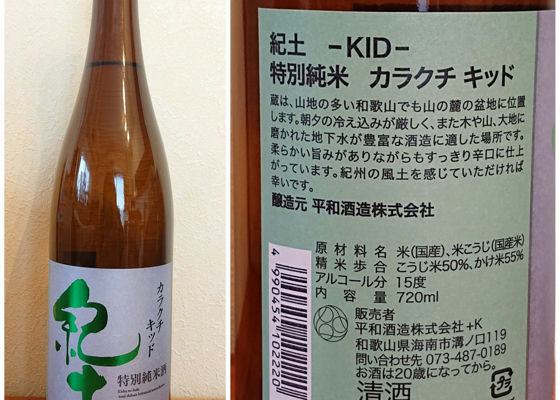 紀土
カラクチ
キッド
特別純米酒
紀土 −KID−
特別純米 カラクチ キッド
蔵は、山地の多い和歌山でも山の麓の盆地に位置
します。朝夕の冷え込みが厳しく、また木や山、大地に
磨かれた地下水が豊富な酒造に適した場所です。
柔らかい旨みがありながらもすっきり辛口に仕上
がっています。紀州の風土を感じていただければ
幸いです。
醸造元 平和酒造株式会社
原材料名 米(国産)、米こうじ(国産米)
精米歩合 こうじ米50%、かけ米55%
アルコール分 15度
内容量 720ml
販売者
平和酒造株式会社+K
和歌山県海南市溝ノ口119
問い合わせ先 073-487-0189
お酒は20歳になってから。
清酒
4 990454 102220